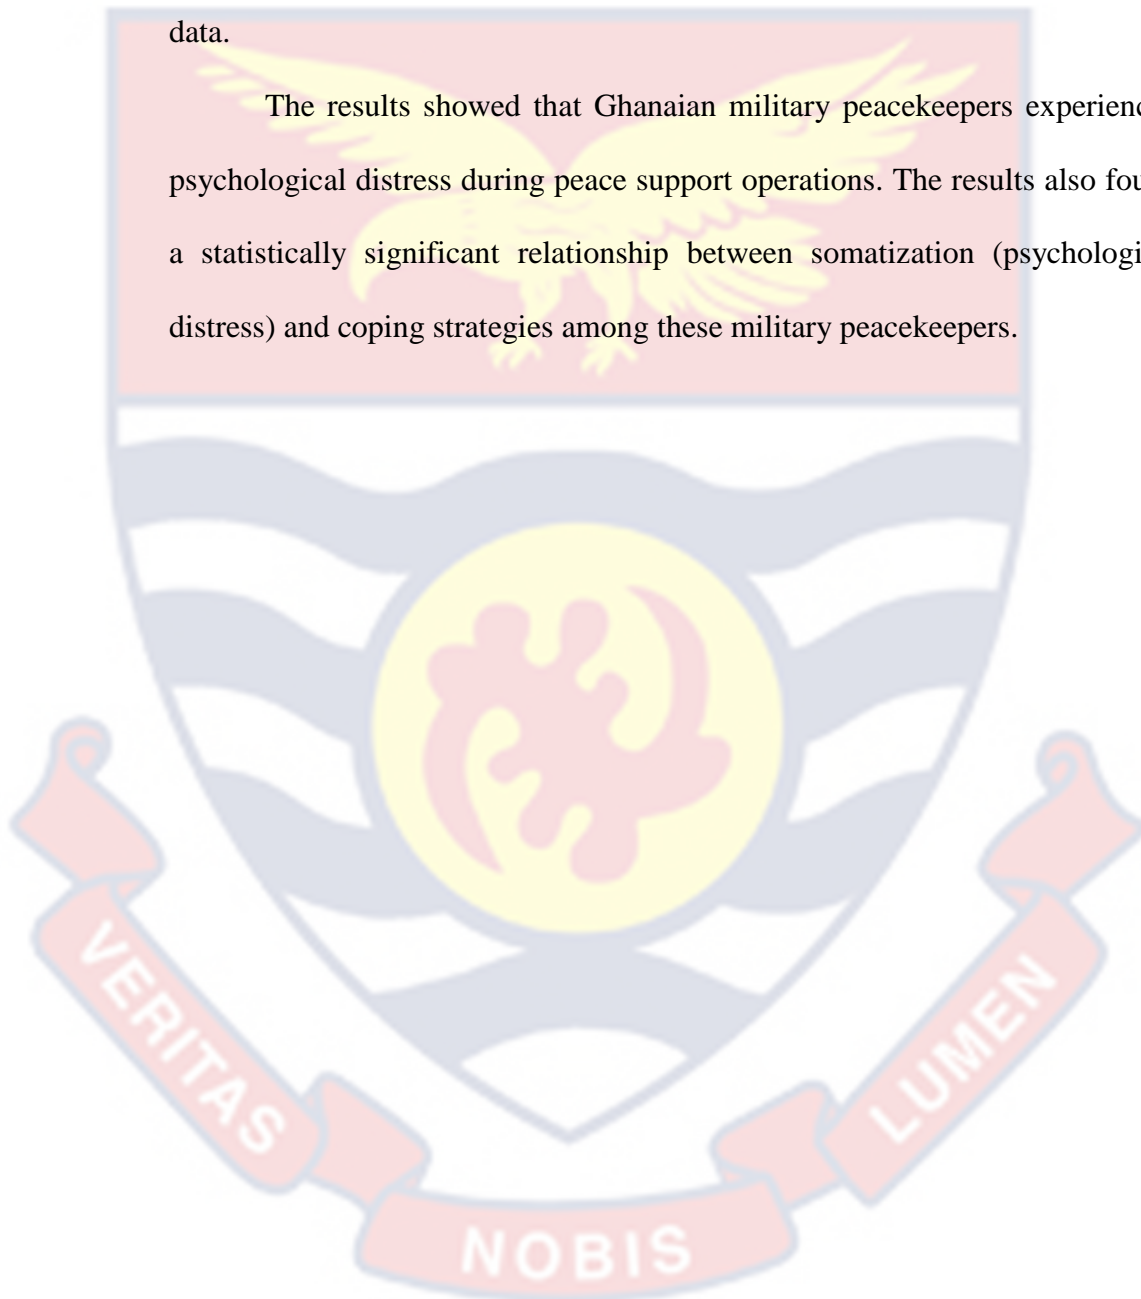 data.
The results showed that Ghanaian military peacekeepers experienc
psychological distress during peace support operations. The results also fou
a statistically significant relationship between somatization (psychologi
distress) and coping strategies among these military peacekeepers.
VERITAS
NOBIS
LUMEN